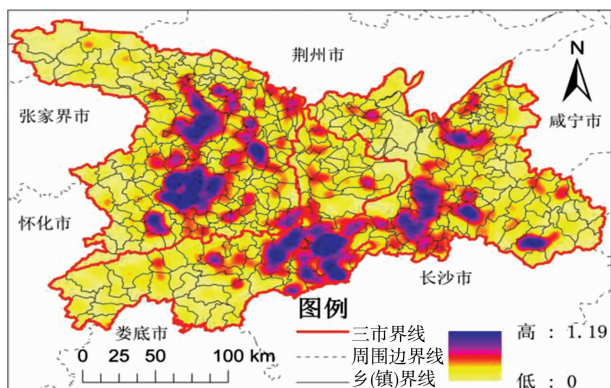 荆州市
N
张家界市
咸宁市
怀化市
长沙市
图例
娄底市
三市界线
高 : 1.19
周围边界线
0 25 50 100 km
乡(镇)界线
低 : 0